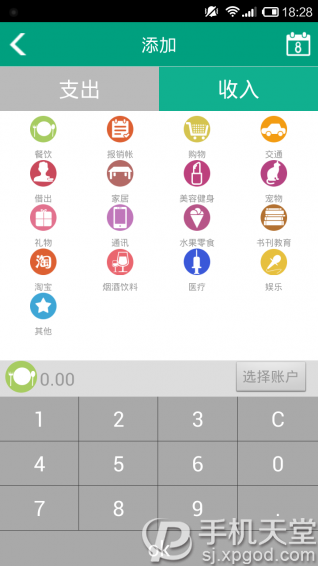 18:28
添加
8
支出 收入
餐饮 报销帐 购物 交通
借出 家居 美容健身 宠物
礼物 通讯 水果零食 书刊教育
淘
淘宝 烟酒饮料 医疗 娱乐
其他
0.00 选择账户
1 2 3 C
4 5 6 0
7 8 9 .
ok
手机天堂
sj.xpgod.com